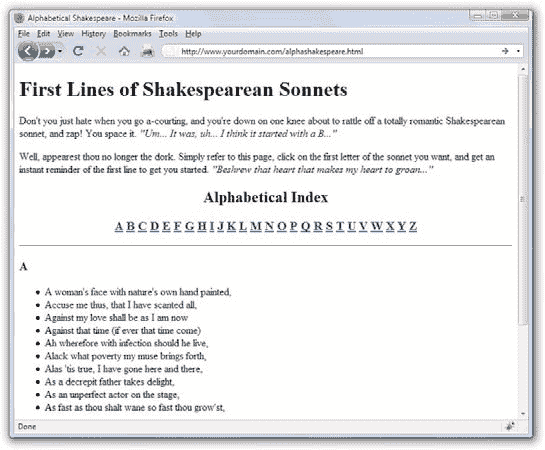 Alphabetical Shakespeare - Mozilla Firefox
File Edit View History Bookmarks Tools Help
http://www.yourdomain.com/alphashakespeare.html
First Lines of Shakespearean Sonnets
Don't you just hate when you go a-courting, and you're down on one knee about to rattle off a totally romantic Shakespearean
sonnet, and zap! You space it. "Um... It was, uh... I think it started with a B..."
Well, appearest thou no longer the dork. Simply refer to this page, click on the first letter of the sonnet you want, and get an
instant reminder of the first line to get you started. "Beshrew that heart that makes my heart to groan..."
Alphabetical Index
A B C D E F G H I J K L M N O P Q R S T U V W X Y Z
A
• A woman's face with nature's own hand painted,
• Accuse me thus, that I have scanted all,
• Against my love shall be as I am now
• Against that time (if ever that time come)
• Ah wherefore with infection should he live,
• Alack what poverty my muse brings forth,
• Alas 'tis true, I have gone here and there,
• As a decrepit father takes delight,
• As an unperfect actor on the stage,
• As fast as thou shalt wane so fast thou grow'st,
Done